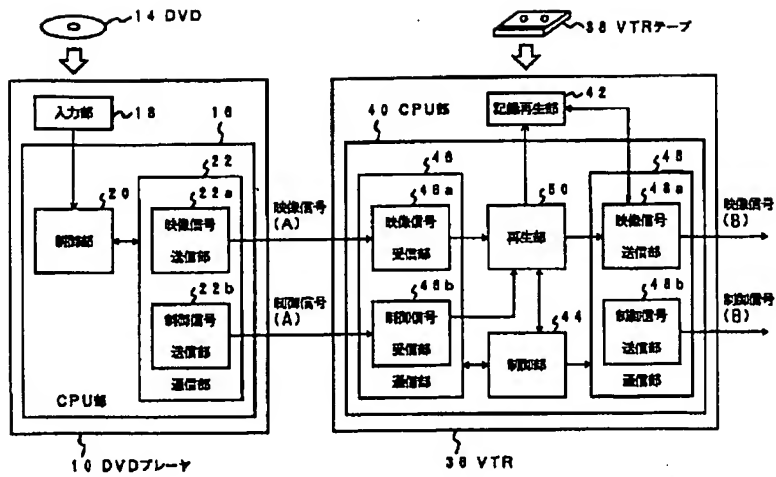 14 DVD
38 VTRテープ
入力部
18
16
22
20
制御部
22a
映像信号
送信部
22b
制御信号
送信部
通信部
CPU部
10 DVDプレーヤ
映像信号
(A)
制御信号
(A)
40 CPU部
記録再生部
42
46
46a
映像信号
受信部
46b
制御信号
受信部
通信部
50
再生部
44
制御部
48
48a
映像信号
送信部
48b
制御信号
送信部
通信部
36 VTR
映像信号
(B)
制御信号
(B)